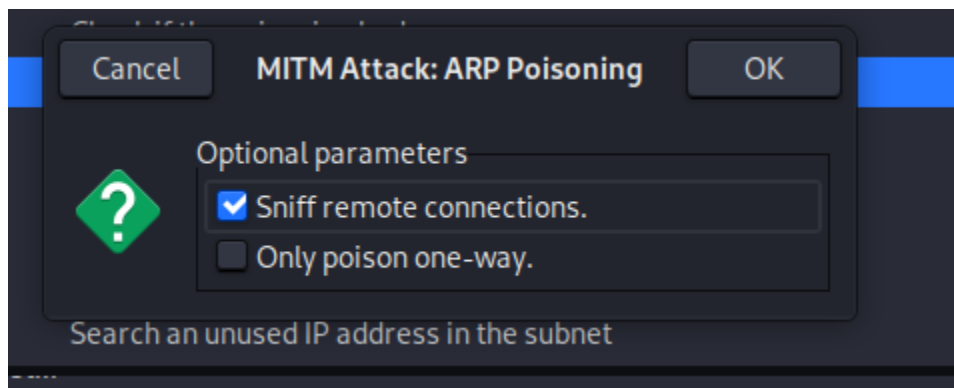 Cancel
MITM Attack: ARP Poisoning
OK
Optional parameters
Sniff remote connections.
Only poison one-way.
Search an unused IP address in the subnet